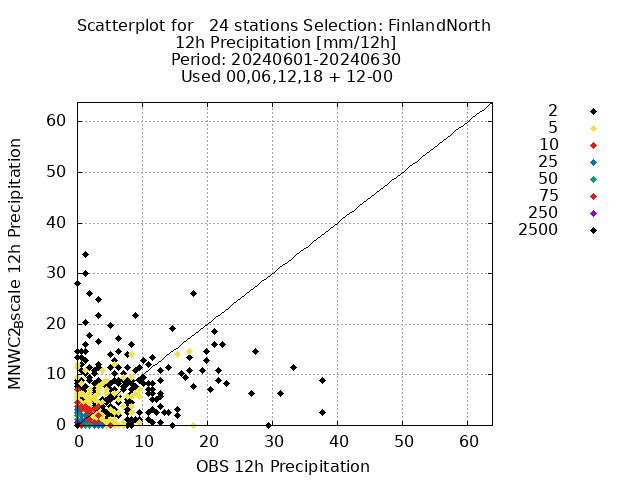 Scatterplot for   24 stations Selection: FinlandNorth
12h Precipitation [mm/12h]
Period: 20240601-20240630
Used 00,06,12,18 + 12-00
2
5
10
25
50
75
250
2500
MNWC2Bscale 12h Precipitation
60
50
40
30
20
10
0
0 10 20 30 40 50 60
OBS 12h Precipitation